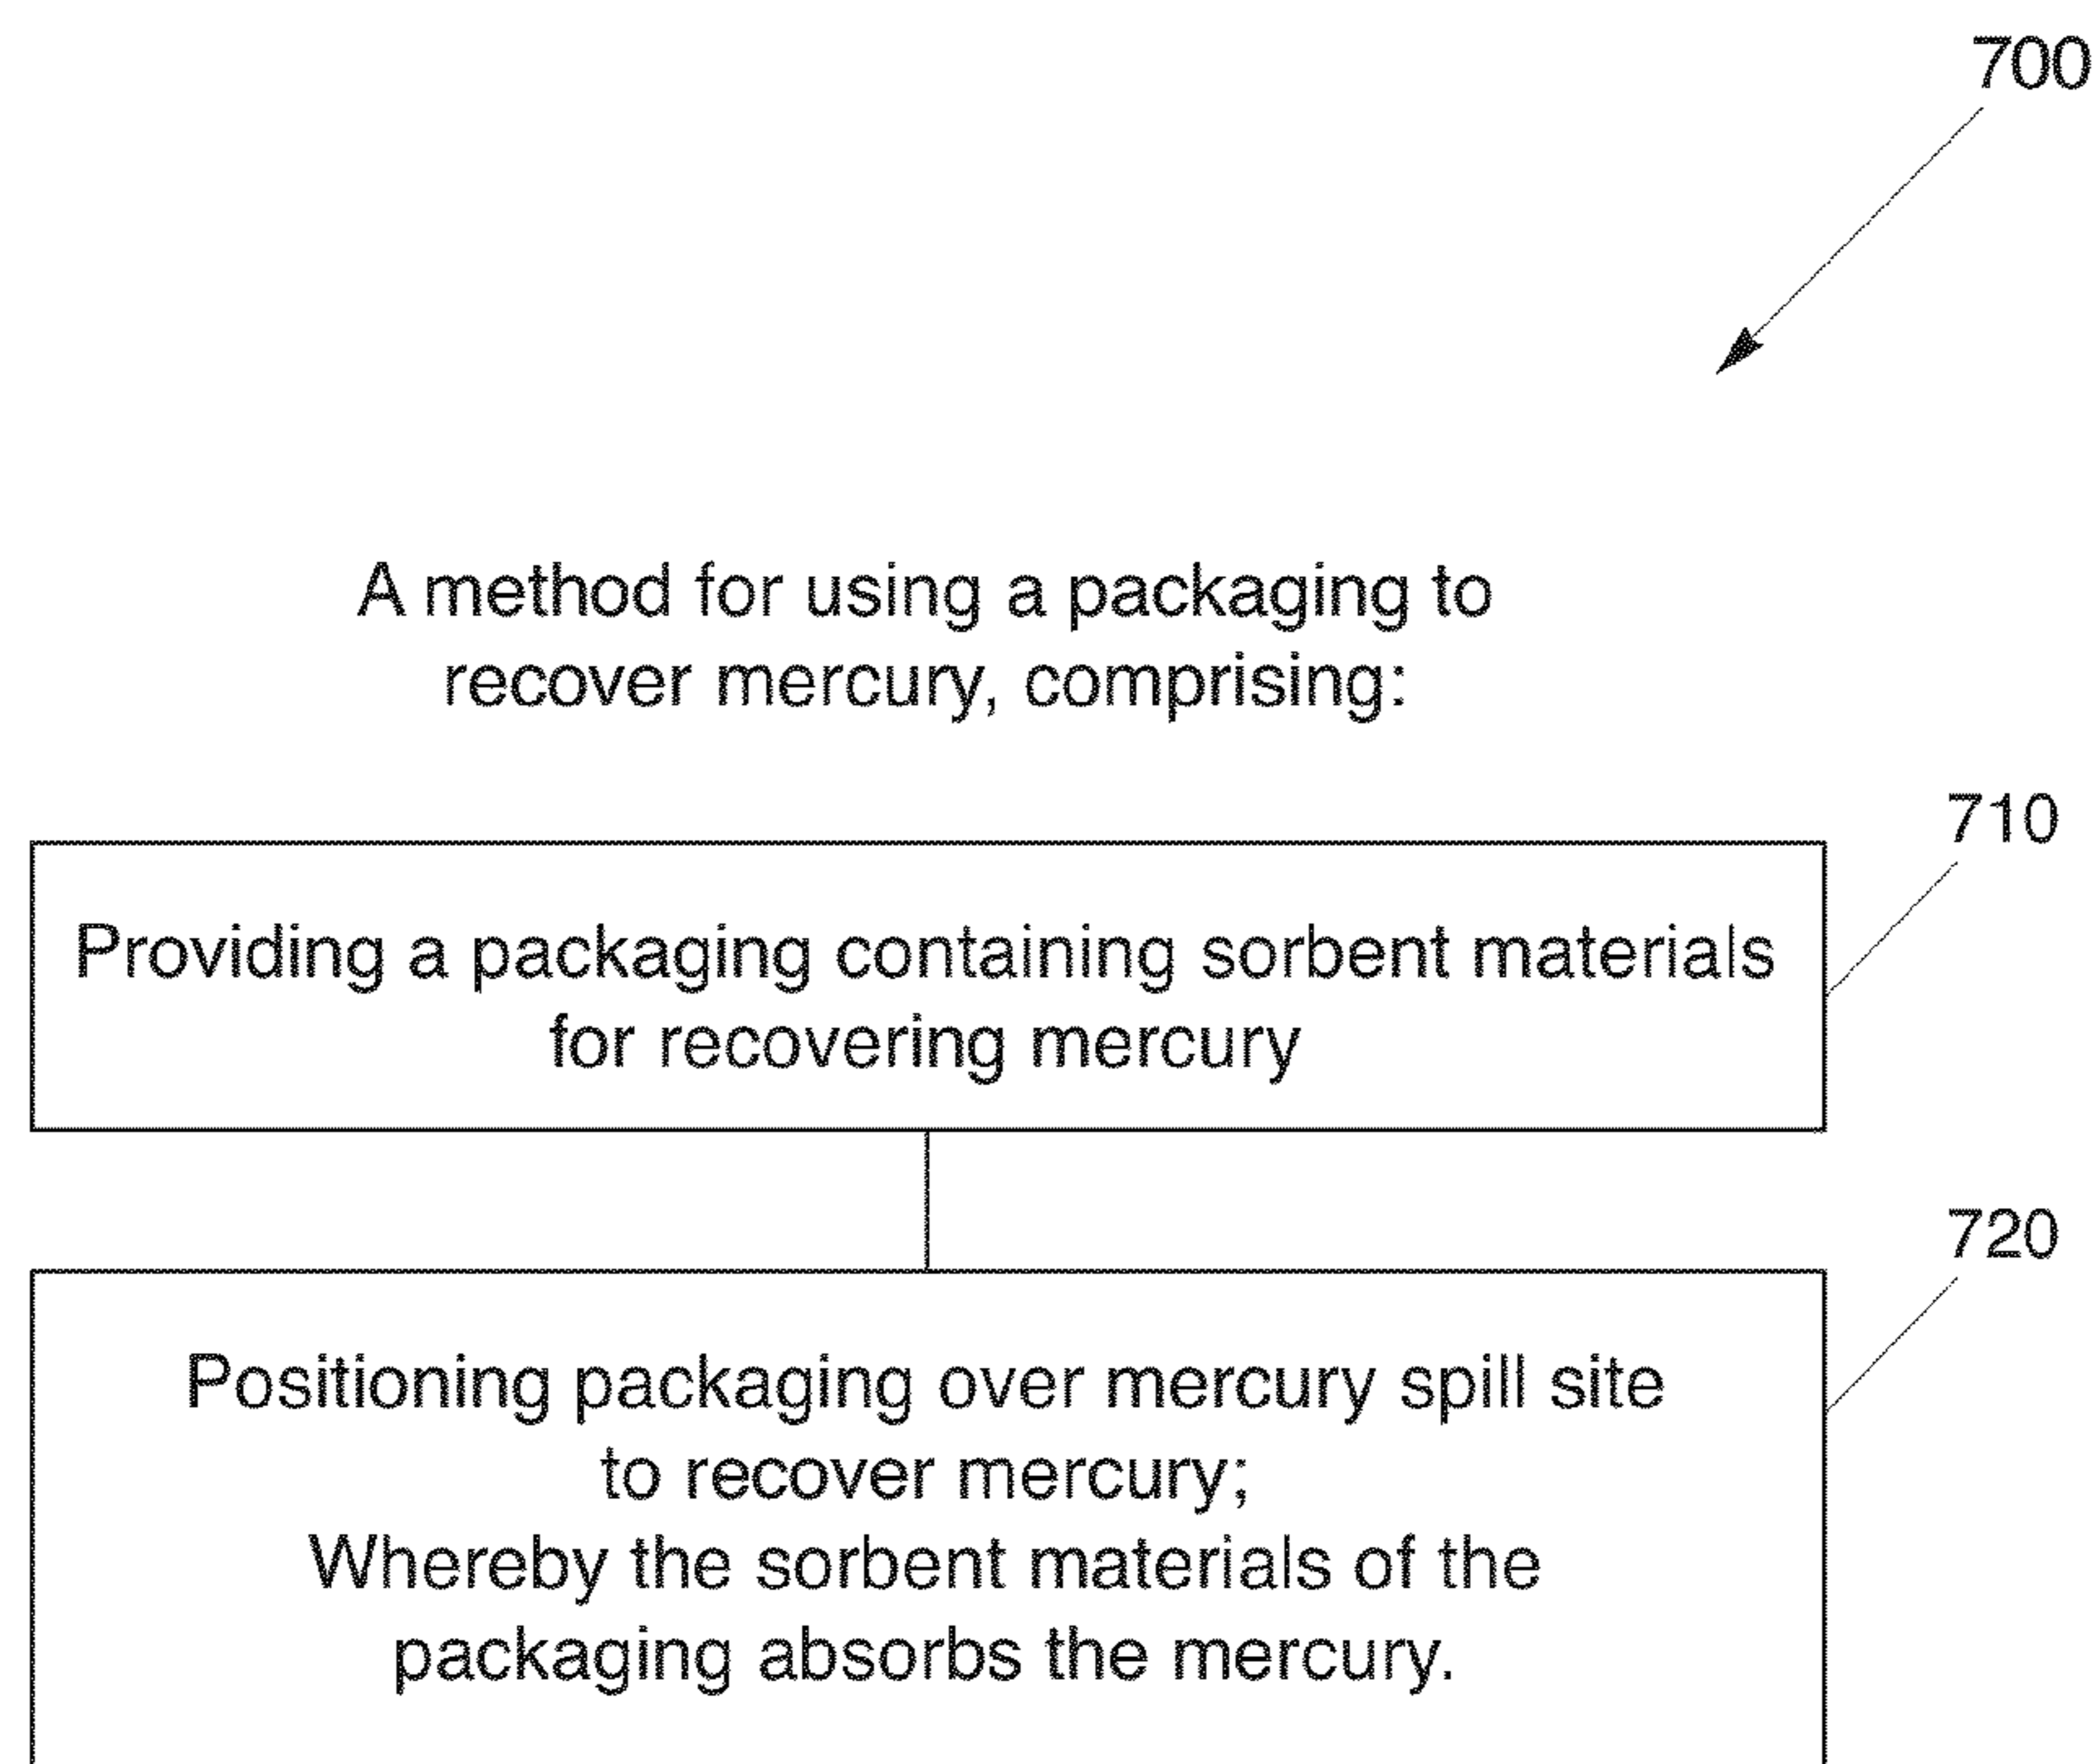 700
A method for using a packaging to
recover mercury, comprising:
710
Providing a packaging containing sorbent materials
for recovering mercury
720
Positioning packaging over mercury spill site
to recover mercury;
Whereby the sorbent materials of the
packaging absorbs the mercury.